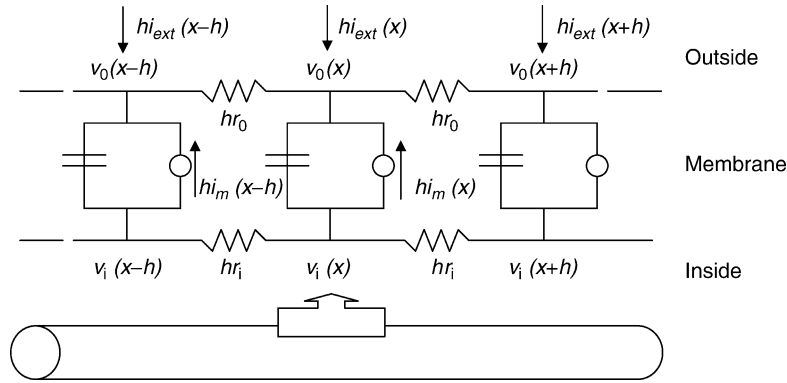 hi_ext (x–h) hi_ext (x) hi_ext (x+h)
Outside
v_0(x–h) v_0(x) v_0(x+h)
hr_0 hr_0
Membrane
hi_m (x–h) hi_m (x)
v_i (x–h) hr_i v_i (x) hr_i v_i (x+h) Inside